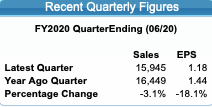 Recent Quarterly Figures
FY2020 QuarterEnding (06/20)
Sales EPS
Latest Quarter 15,945 1.18
Year Ago Quarter 16,449 1.44
Percentage Change -3.1% -18.1%